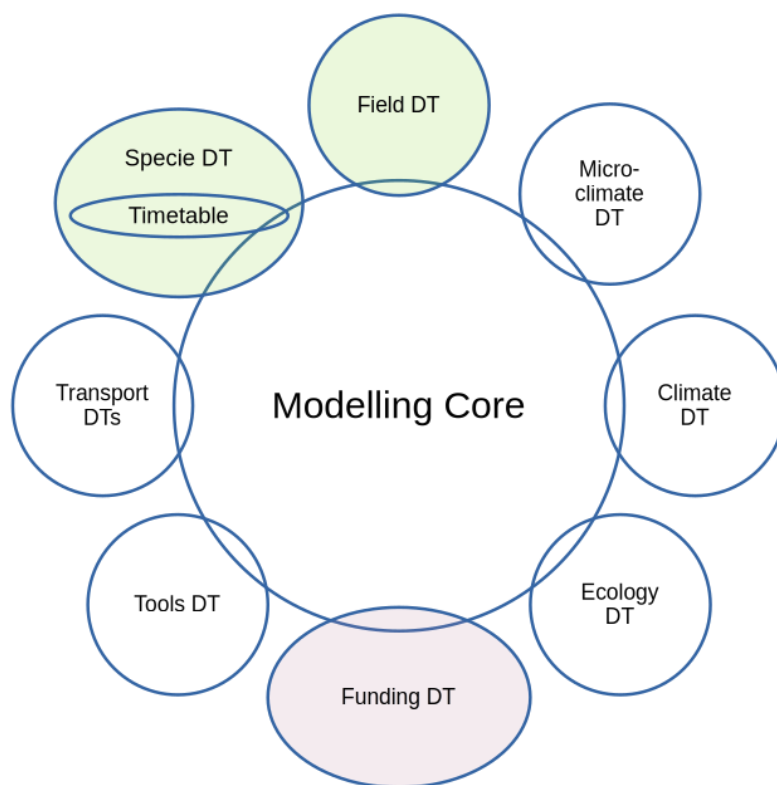 Field DT
Specie DT
Timetable
Micro-
climate
DT
Transport
DTs
Modelling Core
Climate
DT
Tools DT
Ecology
DT
Funding DT